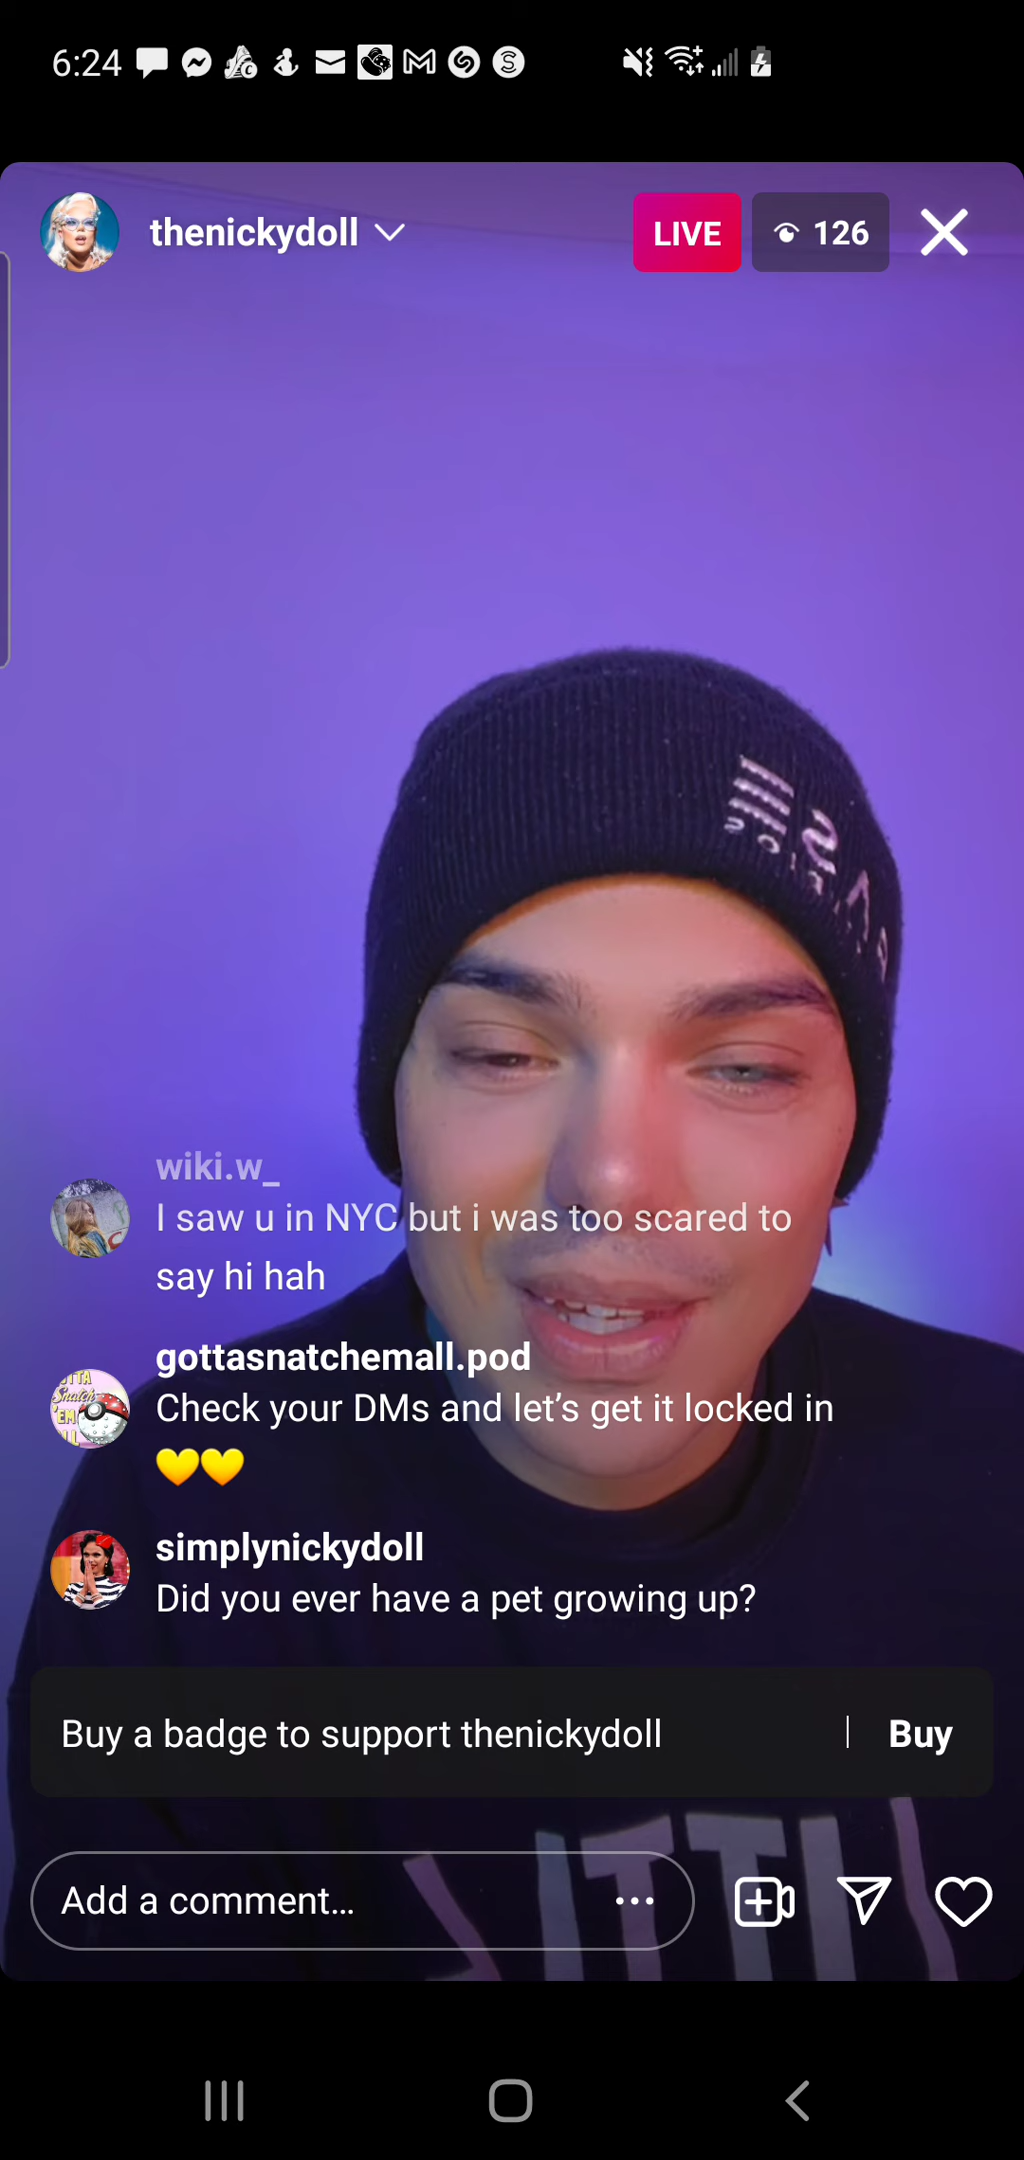 6:24
thenickydoll
LIVE
126
wiki.w_
I saw u in NYC but i was too scared to
say hi hah
gottasnatchemall.pod
Check your DMs and let’s get it locked in
💛💛
simplynickydoll
Did you ever have a pet growing up?
Buy a badge to support thenickydoll
Buy
Add a comment...